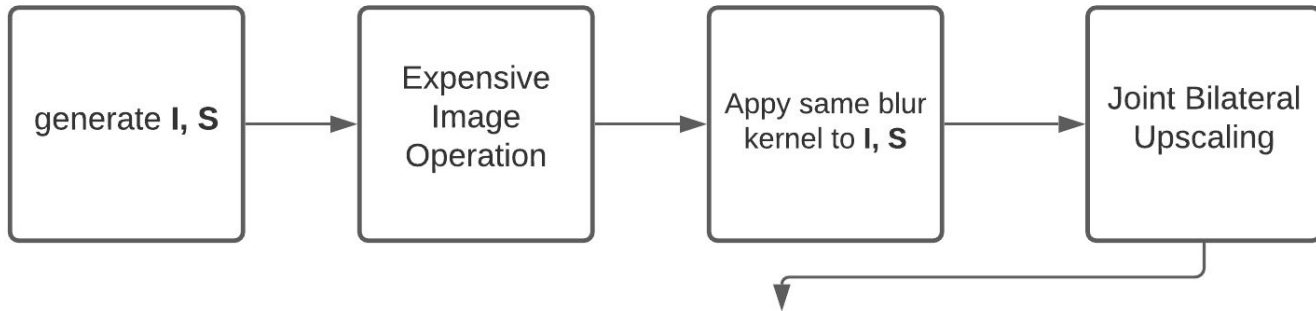 generate I, S
Expensive
Image
Operation
Appy same blur
kernel to I, S
Joint Bilateral
Upscaling